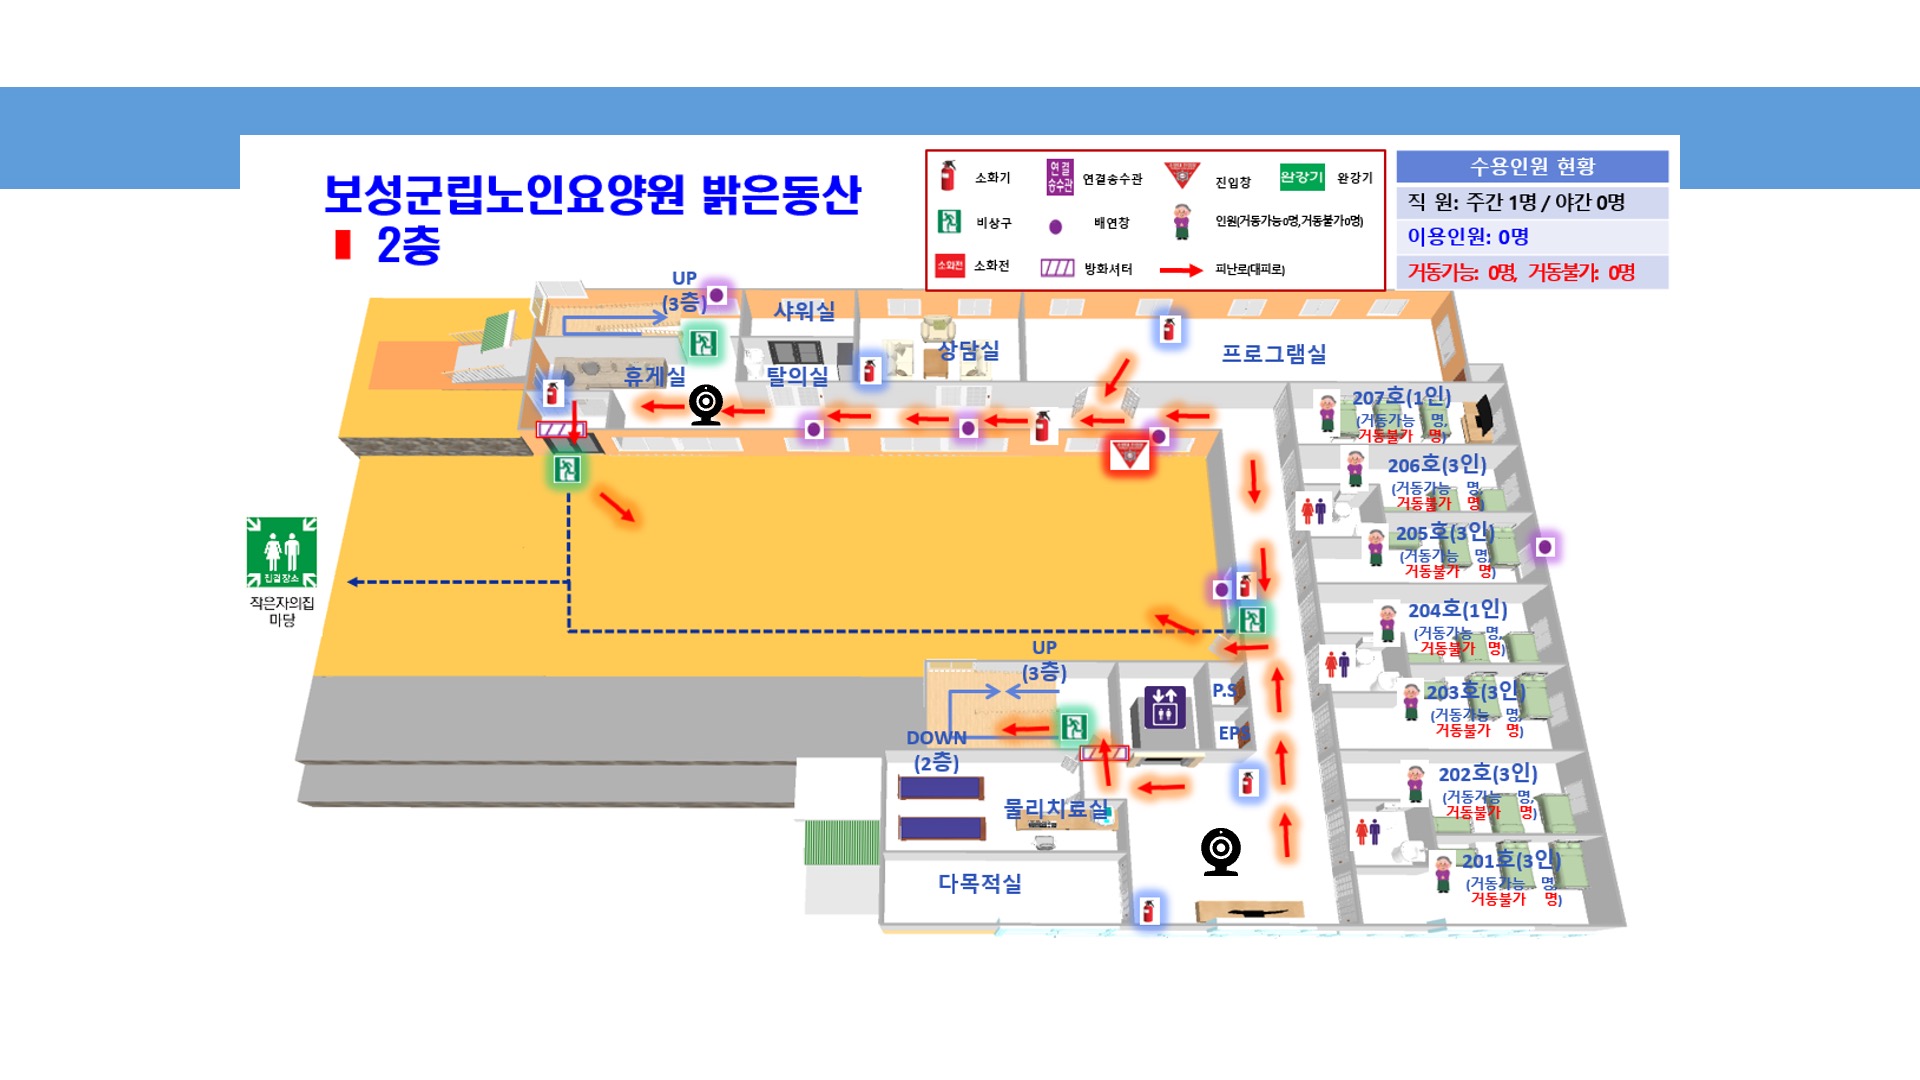 보성군립노인요양원 밝은동산
2층
소화기
연결
송수관
연결송수관
진입창
완강기
완강기
비상구
배연창
인원(거동가능0명,거동불가0명)
소화전
소화전
방화셔터
피난로(대피로)
수용인원 현황
직 원: 주간 1명 / 야간 0명
이용인원: 0명
거동가능: 0명, 거동불가: 0명
UP
(3층)
샤워실
상담실
프로그램실
휴게실
탈의실
207호(1인)
(거동가능 명,
거동불가 명)
206호(3인)
(거동가능 명,
거동불가 명)
205호(3인)
(거동가능 명,
거동불가 명)
집결장소
작은자의집
마당
204호(1인)
(거동가능 명,
거동불가 명)
UP
(3층)
P.S
203호(3인)
(거동가능 명,
거동불가 명)
EPS
DOWN
(2층)
202호(3인)
(거동가능 명,
거동불가 명)
물리치료실
201호(3인)
(거동가능 명,
거동불가 명)
다목적실